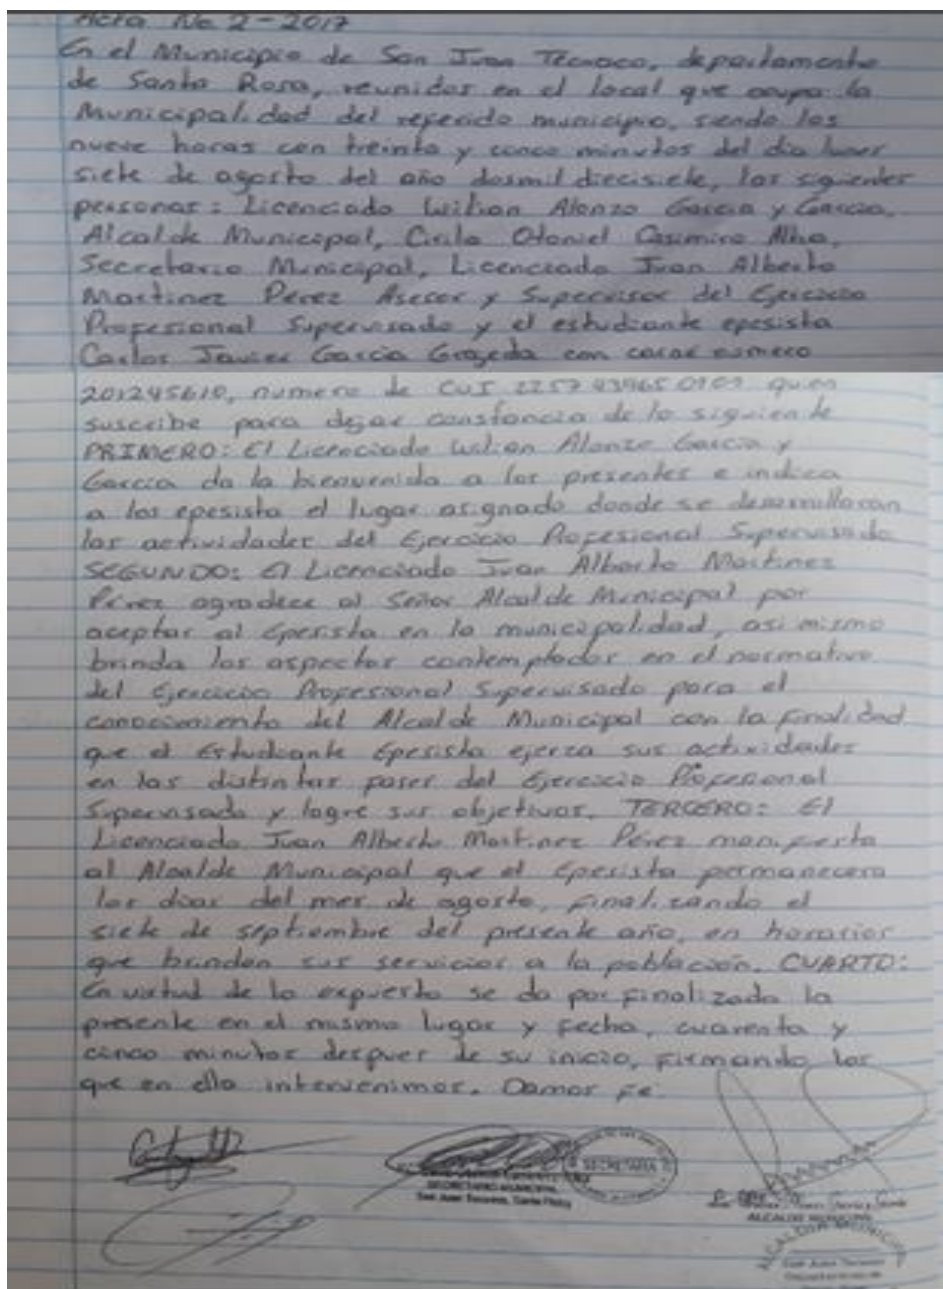 Acta No. 2-2017
En el Municipio de San Juan Tecuaco, departamento
de Santa Rosa, reunidos en el local que ocupa la
Municipalidad del referido municipio, siendo las
nueve horas con treinta y cinco minutos del dia lunes
siete de agosto del año dosmil diecisiete, las siguientes
personas: Licenciado Wilian Alonzo Garcia y Garcia,
Alcalde Municipal, Cirilo Otoniel Casimiro
Secretario Municipal, Licenciado Juan Alberto
Martinez Perez Asesor y Supervisor del Ejercicio
Profesional Supervisado y el estudiante epesista
Carlos Javier Garcia Grajeda con carné
numero de CUI quien
suscribe para dejar constancia de lo siguiente
PRIMERO: El Licenciado Wilian Alonzo Garcia y
Garcia da la bienvenida a los presentes e indica
a los epesista el lugar asignado donde se desarrollaran
las actividades del Ejercicio Profesional Supervisado
SEGUNDO: El Licenciado Juan Alberto Martinez
Pérez agradece al Señor Alcalde Municipal por
aceptar al Epesista en la municipalidad, asi mismo
brinda los aspectos contemplados en el normativo
del Ejercicio Profesional Supervisado para el
conocimiento del Alcalde Municipal con la finalidad
que el Estudiante Epesista ejerza sus actividades
en las distintas fases del Ejercicio Profesional
Supervisado y logre sus objetivos. TERCERO: El
Licenciado Juan Alberto Martinez Pérez manifiesta
al Alcalde Municipal que el Epesista permanecera
los dias del mes de agosto, finalizando el
siete de septiembre del presente año, en horarios
que brindan sus servicios a la población. CUARTO:
En virtud de lo expuesto se da por finalizada la
presente en el mismo lugar y fecha, cuarenta y
cinco minutos despues de su inicio, firmando los
que en ella intervenimos. Damos fe.
SECRETARIA
SECRETARIO MUNICIPAL
San Juan Tecuaco, Santa Rosa
ALCALDE MUNICIPAL
San Juan Tecuaco